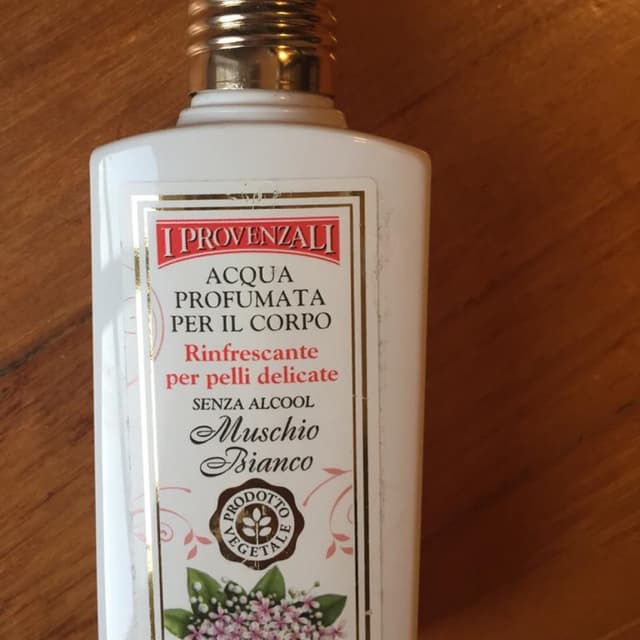 I PROVENZALI
ACQUA
PROFUMATA
PER IL CORPO
Rinfrescante
per pelli delicate
SENZA ALCOOL
Muschio
Bianco
PRODOTTO
VEGETALE